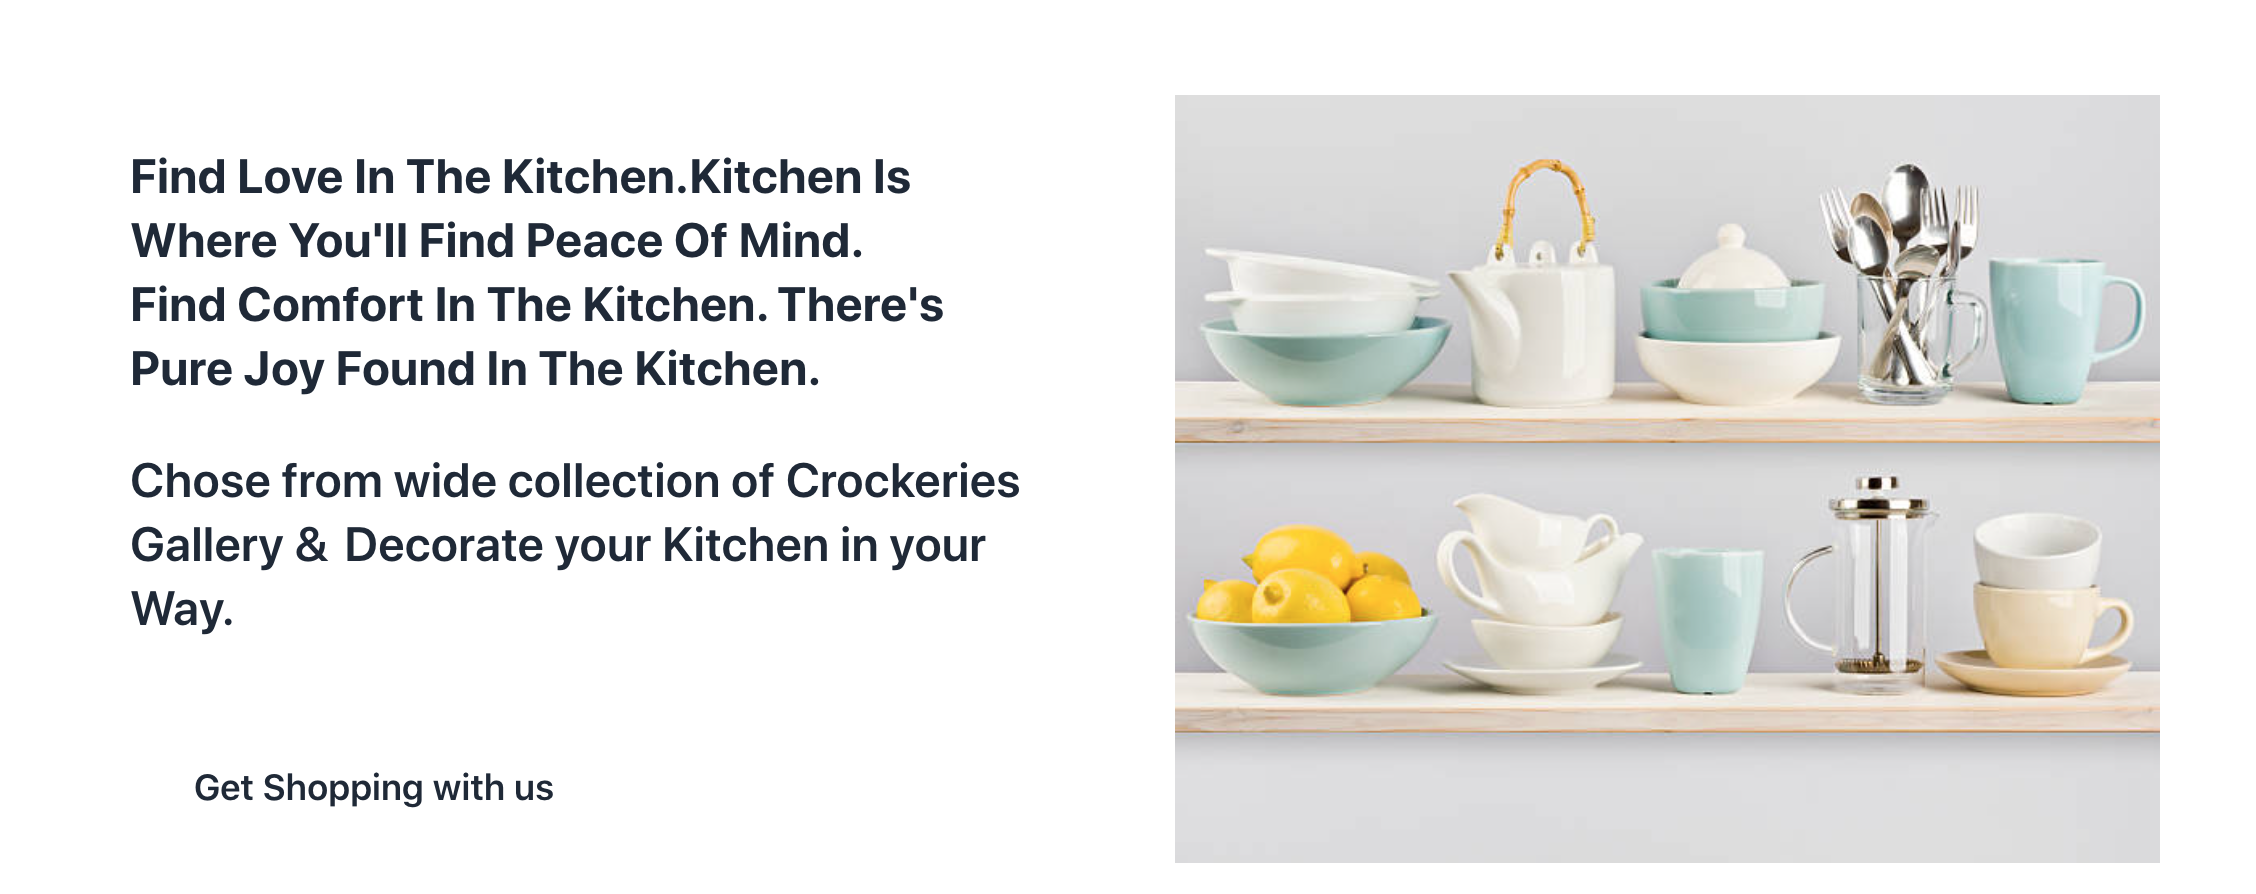 Find Love In The Kitchen.Kitchen Is
Where You'll Find Peace Of Mind.
Find Comfort In The Kitchen. There's
Pure Joy Found In The Kitchen.
Chose from wide collection of Crockeries
Gallery & Decorate your Kitchen in your
Way.
Get Shopping with us